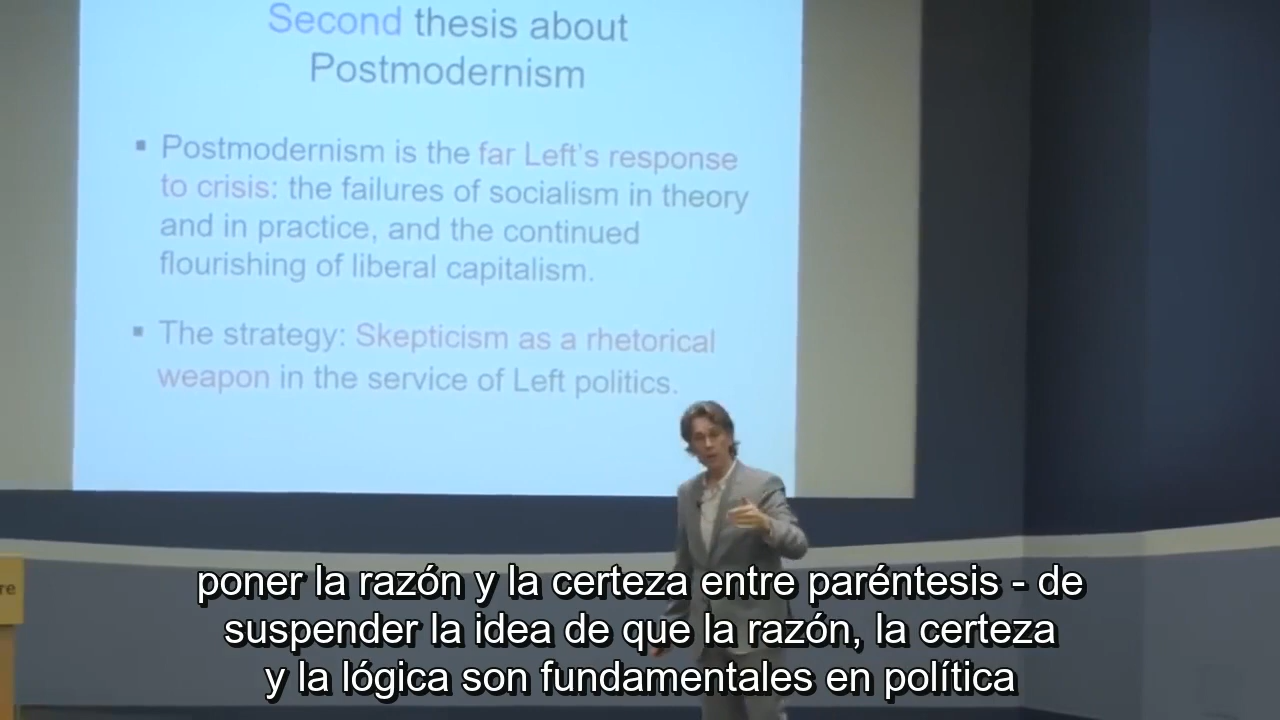 Second thesis about
Postmodernism
▪ Postmodernism is the far Left's response
to crisis: the failures of socialism in theory
and in practice, and the continued
flourishing of liberal capitalism.
▪ The strategy: Skepticism as a rhetorical
weapon in the service of Left politics.
re
poner la razón y la certeza entre paréntesis - de
suspender la idea de que la razón, la certeza
y la lógica son fundamentales en política